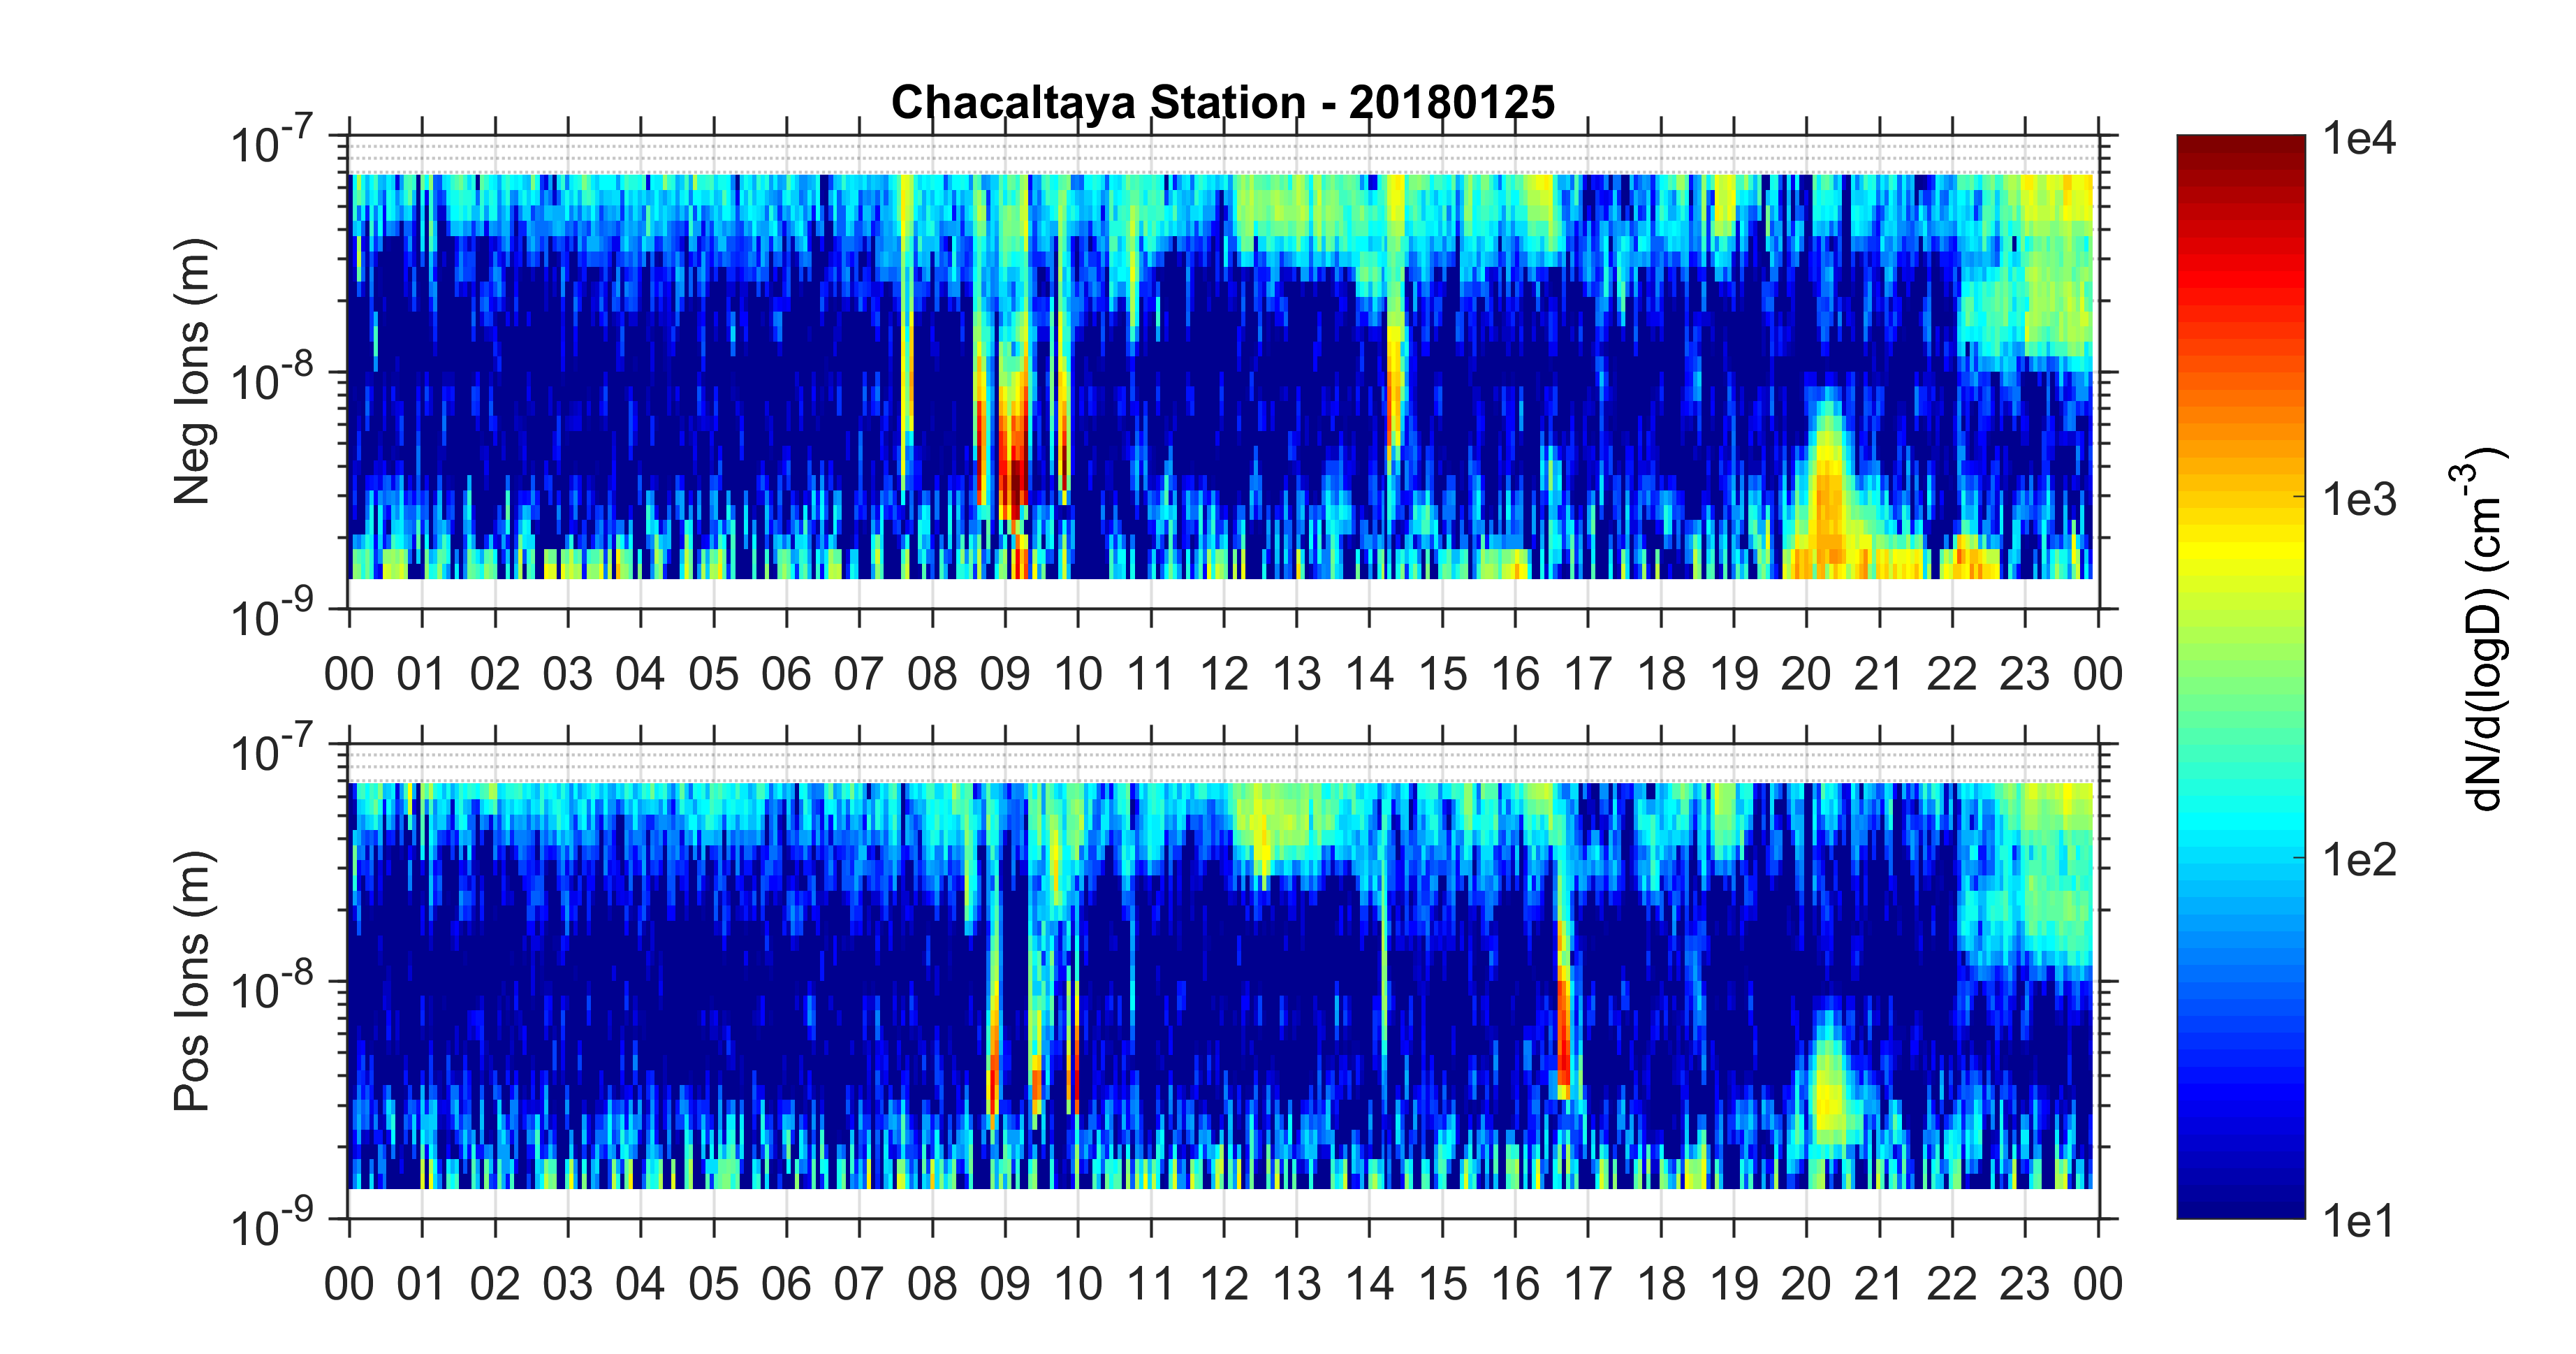 Chacaltaya Station - 20180125
10-7
10-8
10-9
Neg Ions (m)
00 01 02 03 04 05 06 07 08 09 10 11 12 13 14 15 16 17 18 19 20 21 22 23 00
10-7
10-8
10-9
Pos Ions (m)
00 01 02 03 04 05 06 07 08 09 10 11 12 13 14 15 16 17 18 19 20 21 22 23 00
1e4
1e3
1e2
1e1
dN/d(logD) (cm-3)